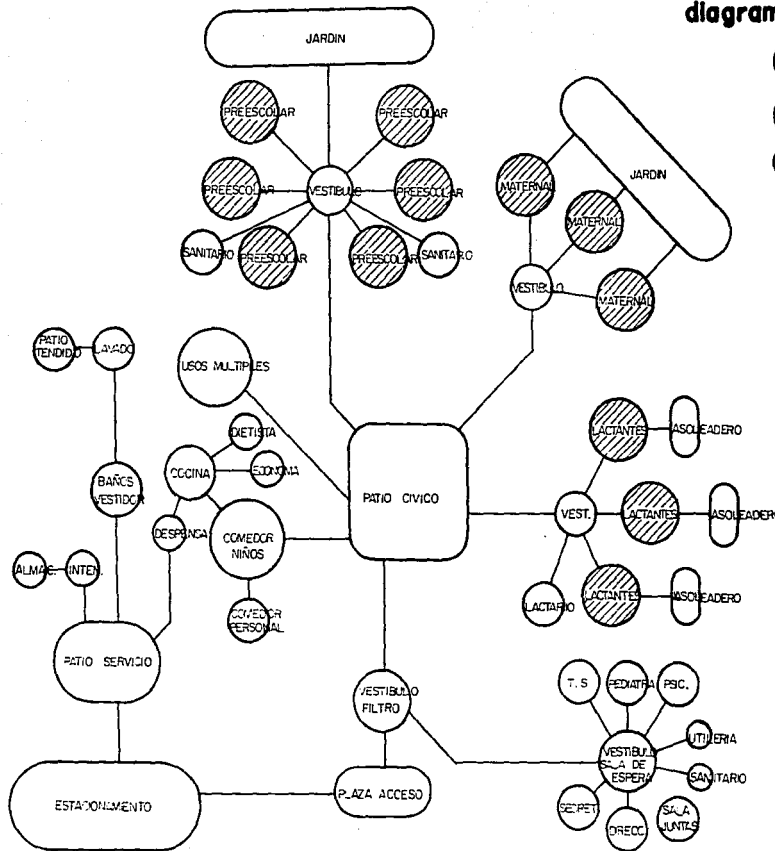 diagram
JARDIN
PREESCOLAR
PREESCOLAR
PREESCOLAR
VESTIBULO
PREESCOLAR
SANITARIO
PREESCOLAR
PREESCOLAR
SANITARO
MATERNAL
JARDIN
MATERNAL
VESTIBULO
MATERNAL
PATIO
TENDIDO
LAVADO
USOS MULTIPLES
DIETISTA
COCINA
ECONOMA
BAÑOS
VESTIDOR
DESPENSA
COMEDOR
NIÑOS
ALMAC.
INTEN.
COMEDOR
PERSONAL
PATIO SERVICIO
PATIO CIVICO
LACTANTES
ASOLEADERO
VEST.
LACTANTES
ASOLEADERO
LACTANTES
ASOLEADERO
LACTARIO
VESTIBULO
FILTRO
T. S
PEDIATRA
PSIC.
UTILERIA
VESTIBULO
SALA DE
ESPERA
SANITARIO
SECRET.
DIRECC.
SALA
JUNTAS
ESTACIONAMENTO
PLAZA ACCESO